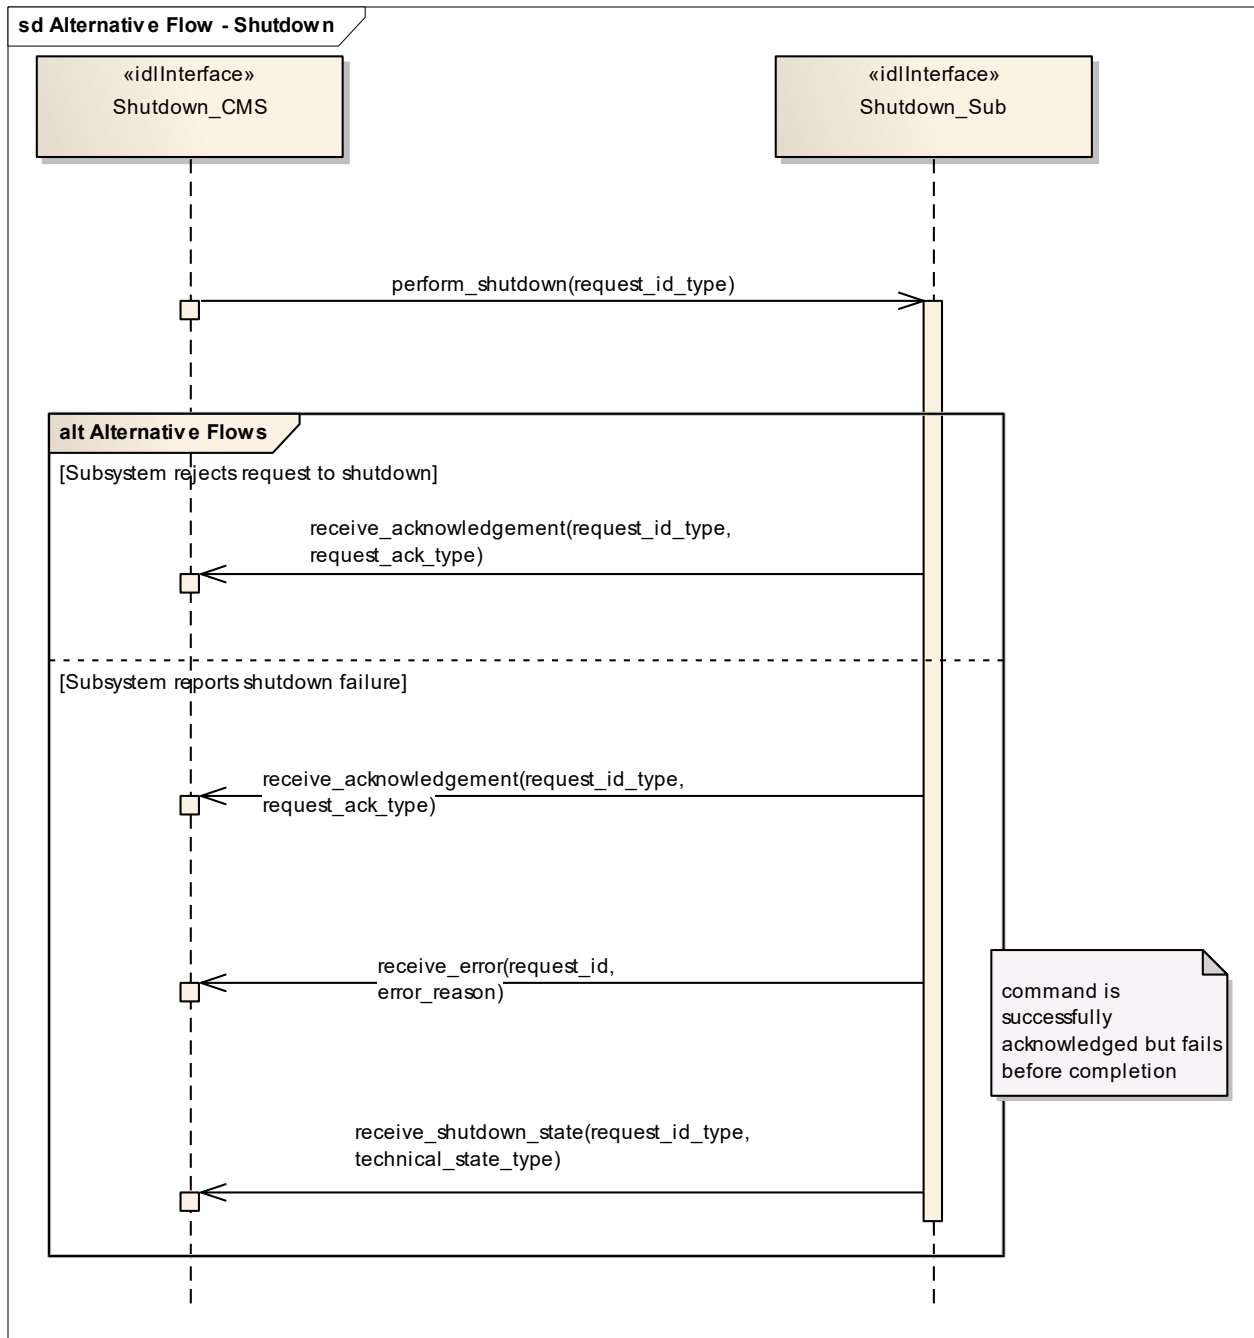 sd Alternative Flow - Shutdown
«idlInterface»
Shutdown_CMS
«idlInterface»
Shutdown_Sub
perform_shutdown(request_id_type)
alt Alternative Flows
[Subsystem rejects request to shutdown]
receive_acknowledgement(request_id_type,
request_ack_type)
[Subsystem reports shutdown failure]
receive_acknowledgement(request_id_type,
request_ack_type)
receive_error(request_id,
error_reason)
command is
successfully
acknowledged but fails
before completion
receive_shutdown_state(request_id_type,
technical_state_type)